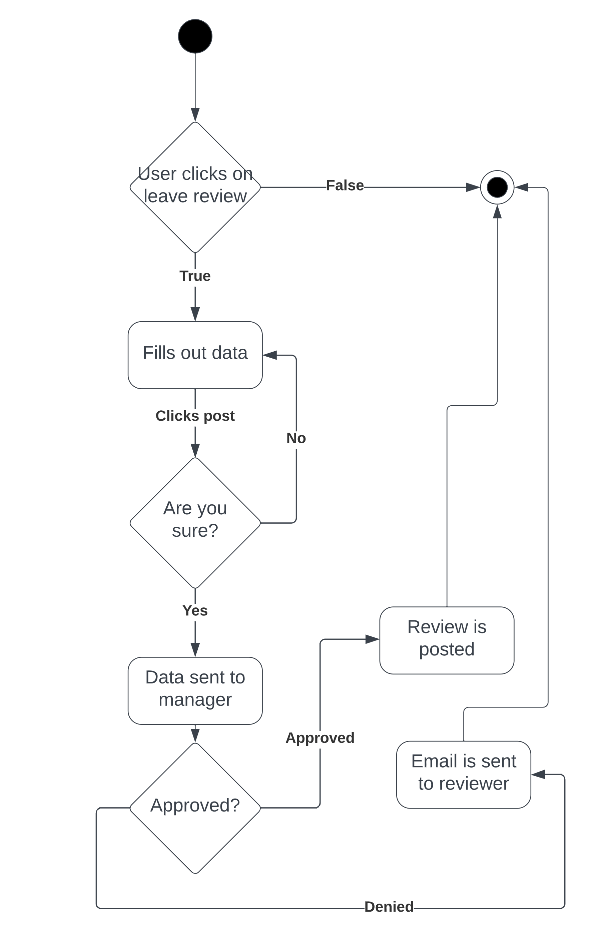 User clicks on
leave review
False
True
Fills out data
Clicks post
No
Are you
sure?
Yes
Review is
posted
Data sent to
manager
Approved
Email is sent
to reviewer
Approved?
Denied